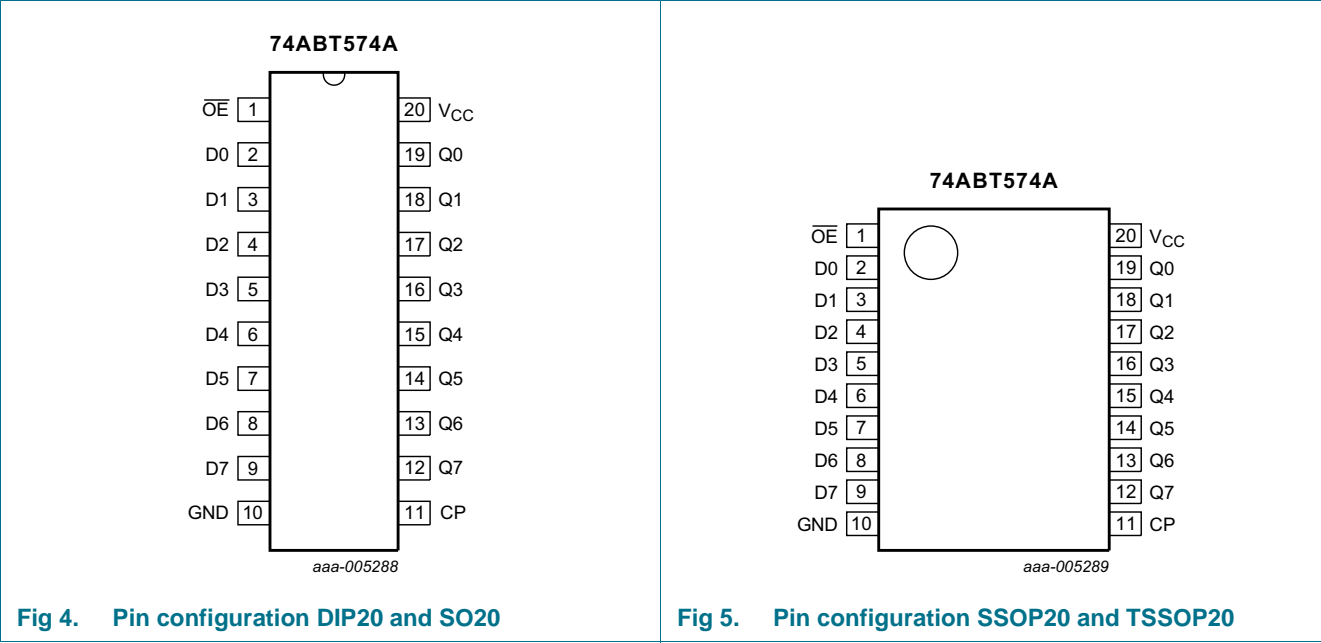 74ABT574A
OE 1 20 VCC
D0 2 19 Q0
D1 3 18 Q1
D2 4 17 Q2
D3 5 16 Q3
D4 6 15 Q4
D5 7 14 Q5
D6 8 13 Q6
D7 9 12 Q7
GND 10 11 CP
aaa-005288
Fig 4. Pin configuration DIP20 and SO20
74ABT574A
OE 1 20 VCC
D0 2 19 Q0
D1 3 18 Q1
D2 4 17 Q2
D3 5 16 Q3
D4 6 15 Q4
D5 7 14 Q5
D6 8 13 Q6
D7 9 12 Q7
GND 10 11 CP
aaa-005289
Fig 5. Pin configuration SSOP20 and TSSOP20